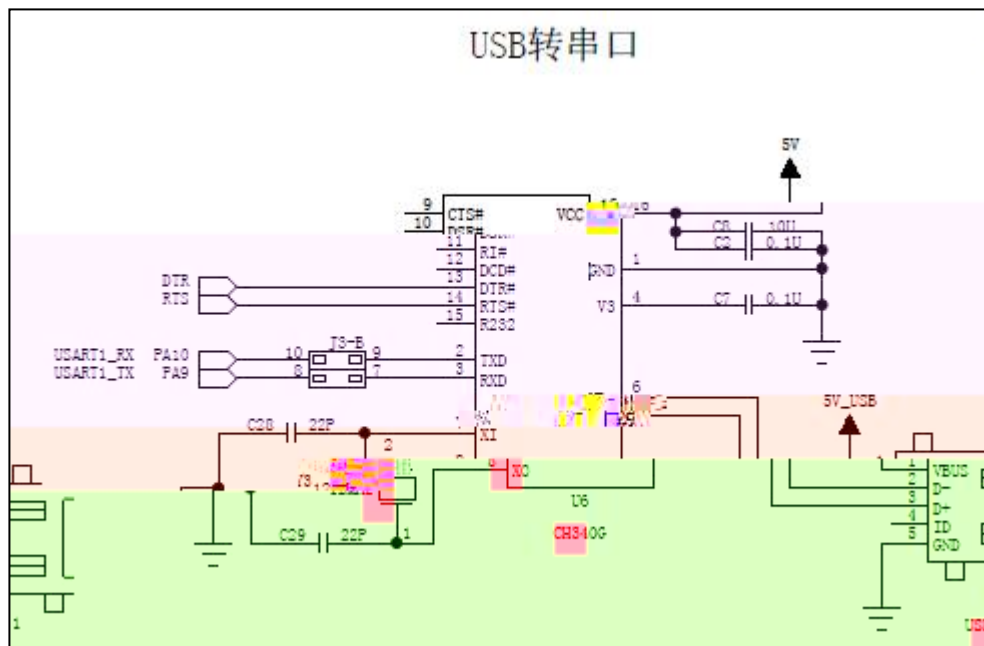 USB转串口
5V
9 CTS# VCC
10
C8 10U
C2 0.1U
11 RI#
12 DCD# GND 1
DTR 13 DTR#
RTS 14 RTS# V3 4 C7 0.1U
15 R232
J3-B
USART1_RX PA10 10 9 2 TXD
USART1_TX PA9 8 7 3 RXD
6
5V_USB
C28 22P XI
2
XO
1 VBUS
2 D-
3 D+
4 ID
5 GND
U6
C29 22P 1 CH340G
1